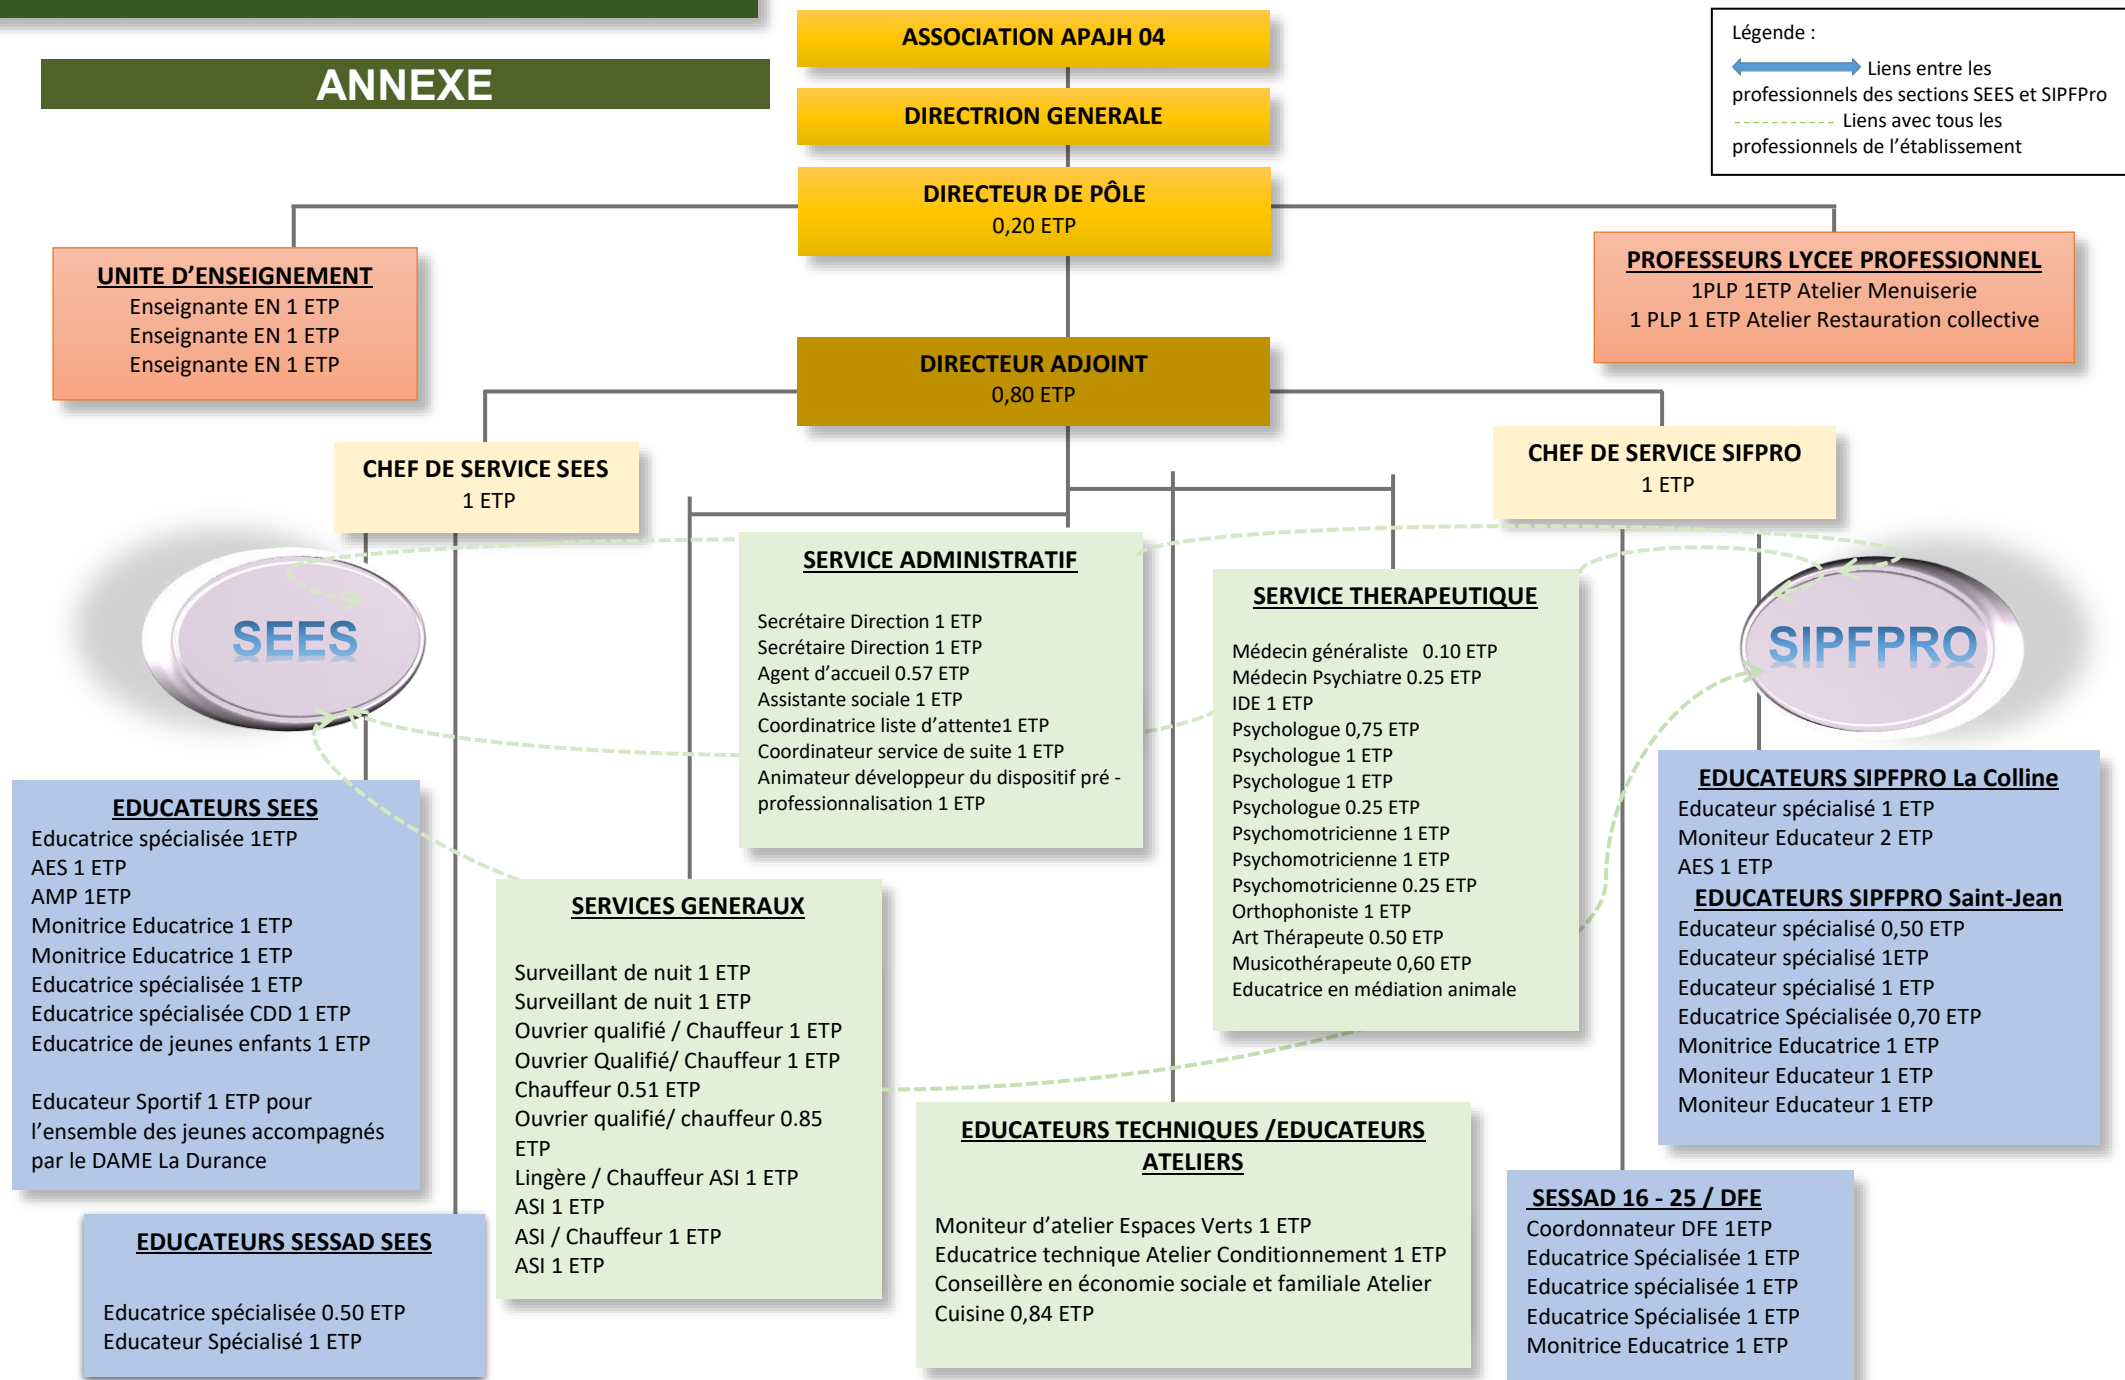 ANNEXE
ASSOCIATION APAJH 04
DIRECTRION GENERALE
DIRECTEUR DE PÔLE
0,20 ETP
Légende :
Liens entre les
professionnels des sections SEES et SIPFPro
Liens avec tous les
professionnels de l’établissement
UNITE D’ENSEIGNEMENT
Enseignante EN 1 ETP
Enseignante EN 1 ETP
Enseignante EN 1 ETP
PROFESSEURS LYCEE PROFESSIONNEL
1PLP 1ETP Atelier Menuiserie
1 PLP 1 ETP Atelier Restauration collective
DIRECTEUR ADJOINT
0,80 ETP
CHEF DE SERVICE SEES
1 ETP
CHEF DE SERVICE SIFPRO
1 ETP
SEES
SERVICE ADMINISTRATIF
Secrétaire Direction 1 ETP
Secrétaire Direction 1 ETP
Agent d’accueil 0.57 ETP
Assistante sociale 1 ETP
Coordinatrice liste d’attente1 ETP
Coordinateur service de suite 1 ETP
Animateur développeur du dispositif pré -
professionnalisation 1 ETP
SERVICE THERAPEUTIQUE
Médecin généraliste 0.10 ETP
Médecin Psychiatre 0.25 ETP
IDE 1 ETP
Psychologue 0,75 ETP
Psychologue 1 ETP
Psychologue 1 ETP
Psychologue 0.25 ETP
Psychomotricienne 1 ETP
Psychomotricienne 1 ETP
Psychomotricienne 0.25 ETP
Orthophoniste 1 ETP
Art Thérapeute 0.50 ETP
Musicothérapeute 0,60 ETP
Educatrice en médiation animale
SIPFPRO
EDUCATEURS SEES
Educatrice spécialisée 1ETP
AES 1 ETP
AMP 1ETP
Monitrice Educatrice 1 ETP
Monitrice Educatrice 1 ETP
Educatrice spécialisée 1 ETP
Educatrice spécialisée CDD 1 ETP
Educatrice de jeunes enfants 1 ETP
Educateur Sportif 1 ETP pour
l’ensemble des jeunes accompagnés
par le DAME La Durance
SERVICES GENERAUX
Surveillant de nuit 1 ETP
Surveillant de nuit 1 ETP
Ouvrier qualifié / Chauffeur 1 ETP
Ouvrier Qualifié/ Chauffeur 1 ETP
Chauffeur 0.51 ETP
Ouvrier qualifié/ chauffeur 0.85
ETP
Lingère / Chauffeur ASI 1 ETP
ASI 1 ETP
ASI / Chauffeur 1 ETP
ASI 1 ETP
EDUCATEURS SIPFPRO La Colline
Educateur spécialisé 1 ETP
Moniteur Educateur 2 ETP
AES 1 ETP
EDUCATEURS SIPFPRO Saint-Jean
Educateur spécialisé 0,50 ETP
Educateur spécialisé 1ETP
Educateur spécialisé 1 ETP
Educatrice Spécialisée 0,70 ETP
Monitrice Educatrice 1 ETP
Moniteur Educateur 1 ETP
Moniteur Educateur 1 ETP
EDUCATEURS SESSAD SEES
Educatrice spécialisée 0.50 ETP
Educateur Spécialisé 1 ETP
EDUCATEURS TECHNIQUES /EDUCATEURS
ATELIERS
Moniteur d’atelier Espaces Verts 1 ETP
Educatrice technique Atelier Conditionnement 1 ETP
Conseillère en économie sociale et familiale Atelier
Cuisine 0,84 ETP
SESSAD 16 - 25 / DFE
Coordonnateur DFE 1ETP
Educatrice Spécialisée 1 ETP
Educatrice spécialisée 1 ETP
Educatrice Spécialisée 1 ETP
Monitrice Educatrice 1 ETP